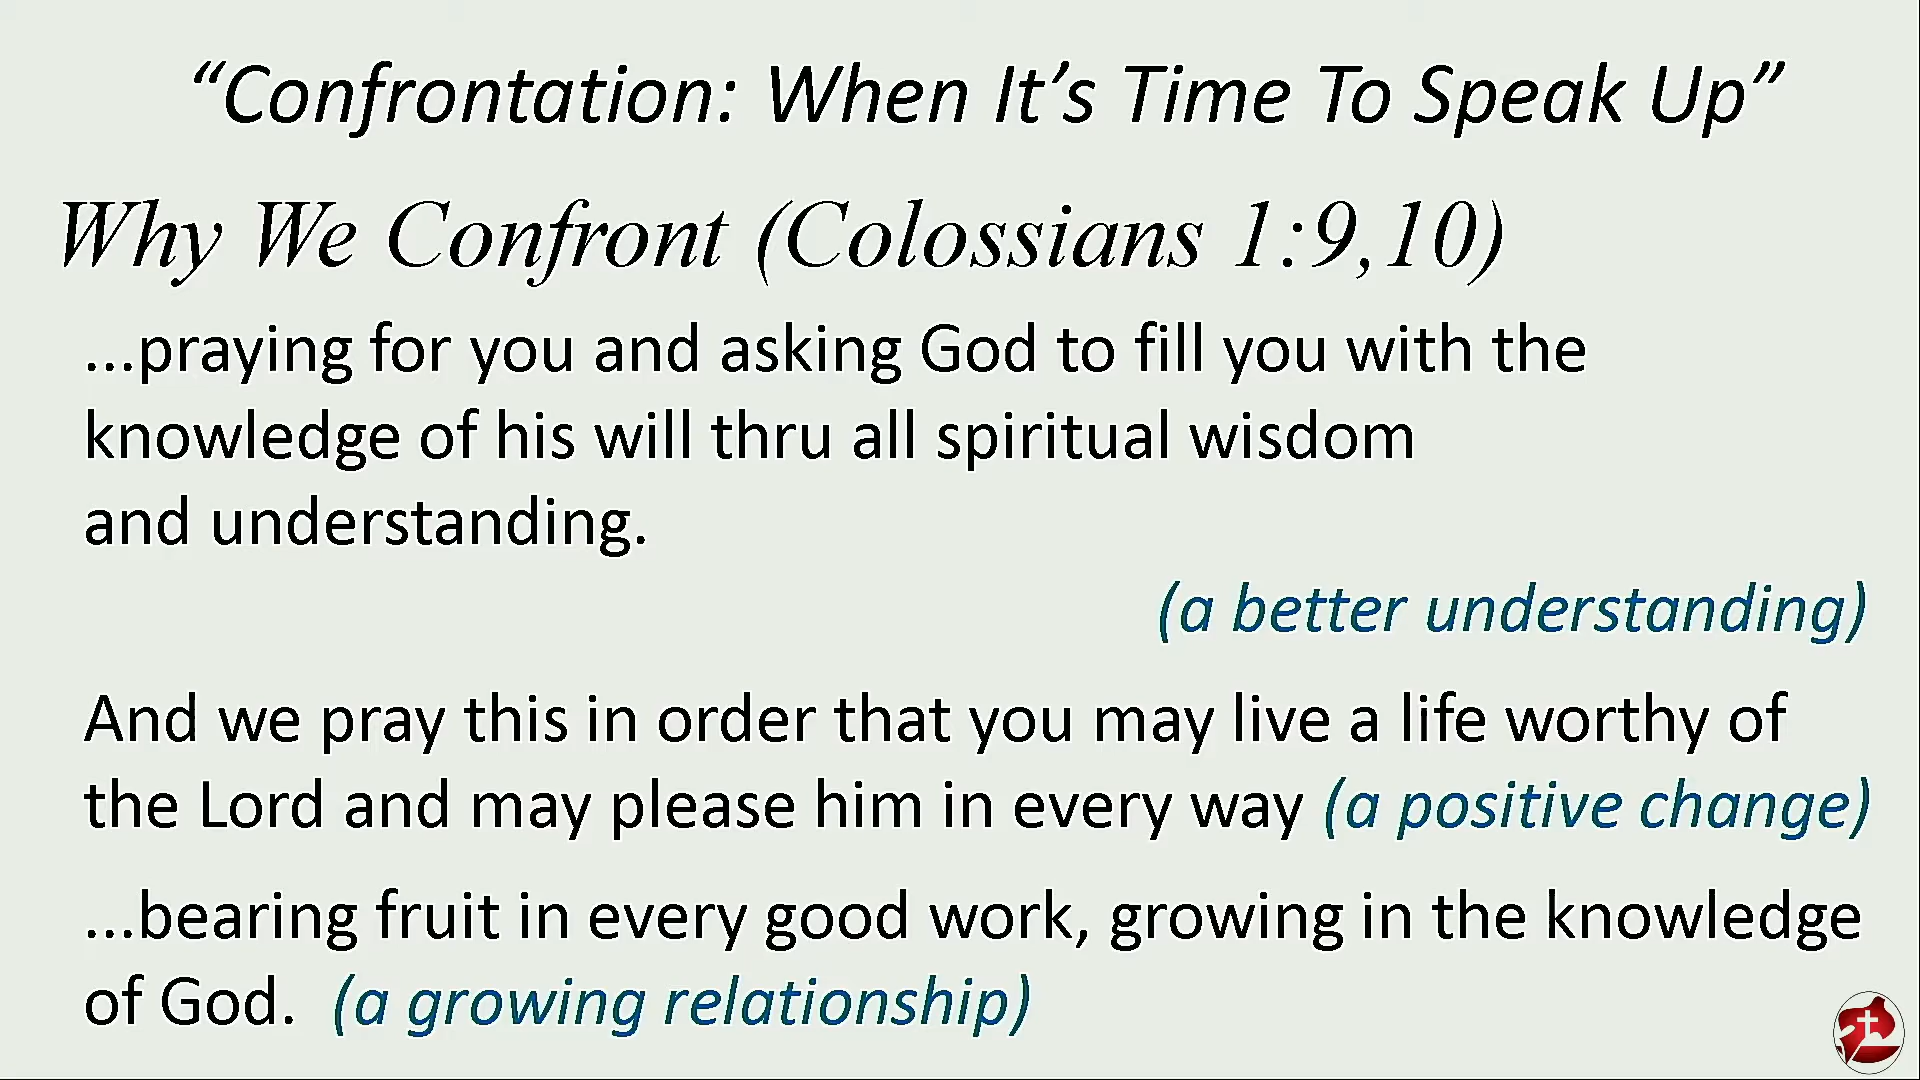 “Confrontation: When It’s Time To Speak Up”
Why We Confront (Colossians 1:9,10)
...praying for you and asking God to fill you with the
knowledge of his will thru all spiritual wisdom
and understanding.
(a better understanding)
And we pray this in order that you may live a life worthy of
the Lord and may please him in every way (a positive change)
...bearing fruit in every good work, growing in the knowledge
of God. (a growing relationship)